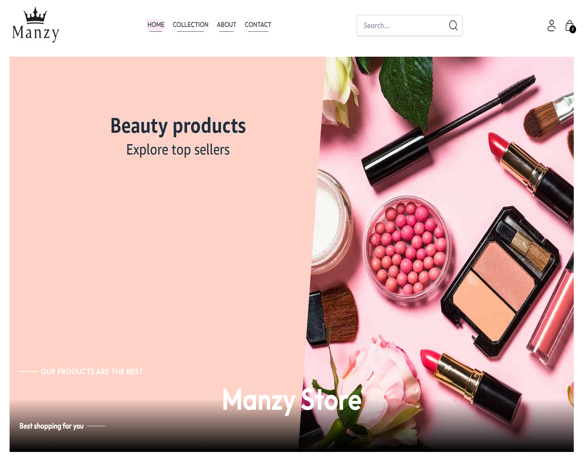 Manzy
HOME COLLECTION ABOUT CONTACT
Search...
Beauty products
Explore top sellers
OUR PRODUCTS ARE THE BEST
Manzy Store
Best shopping for you